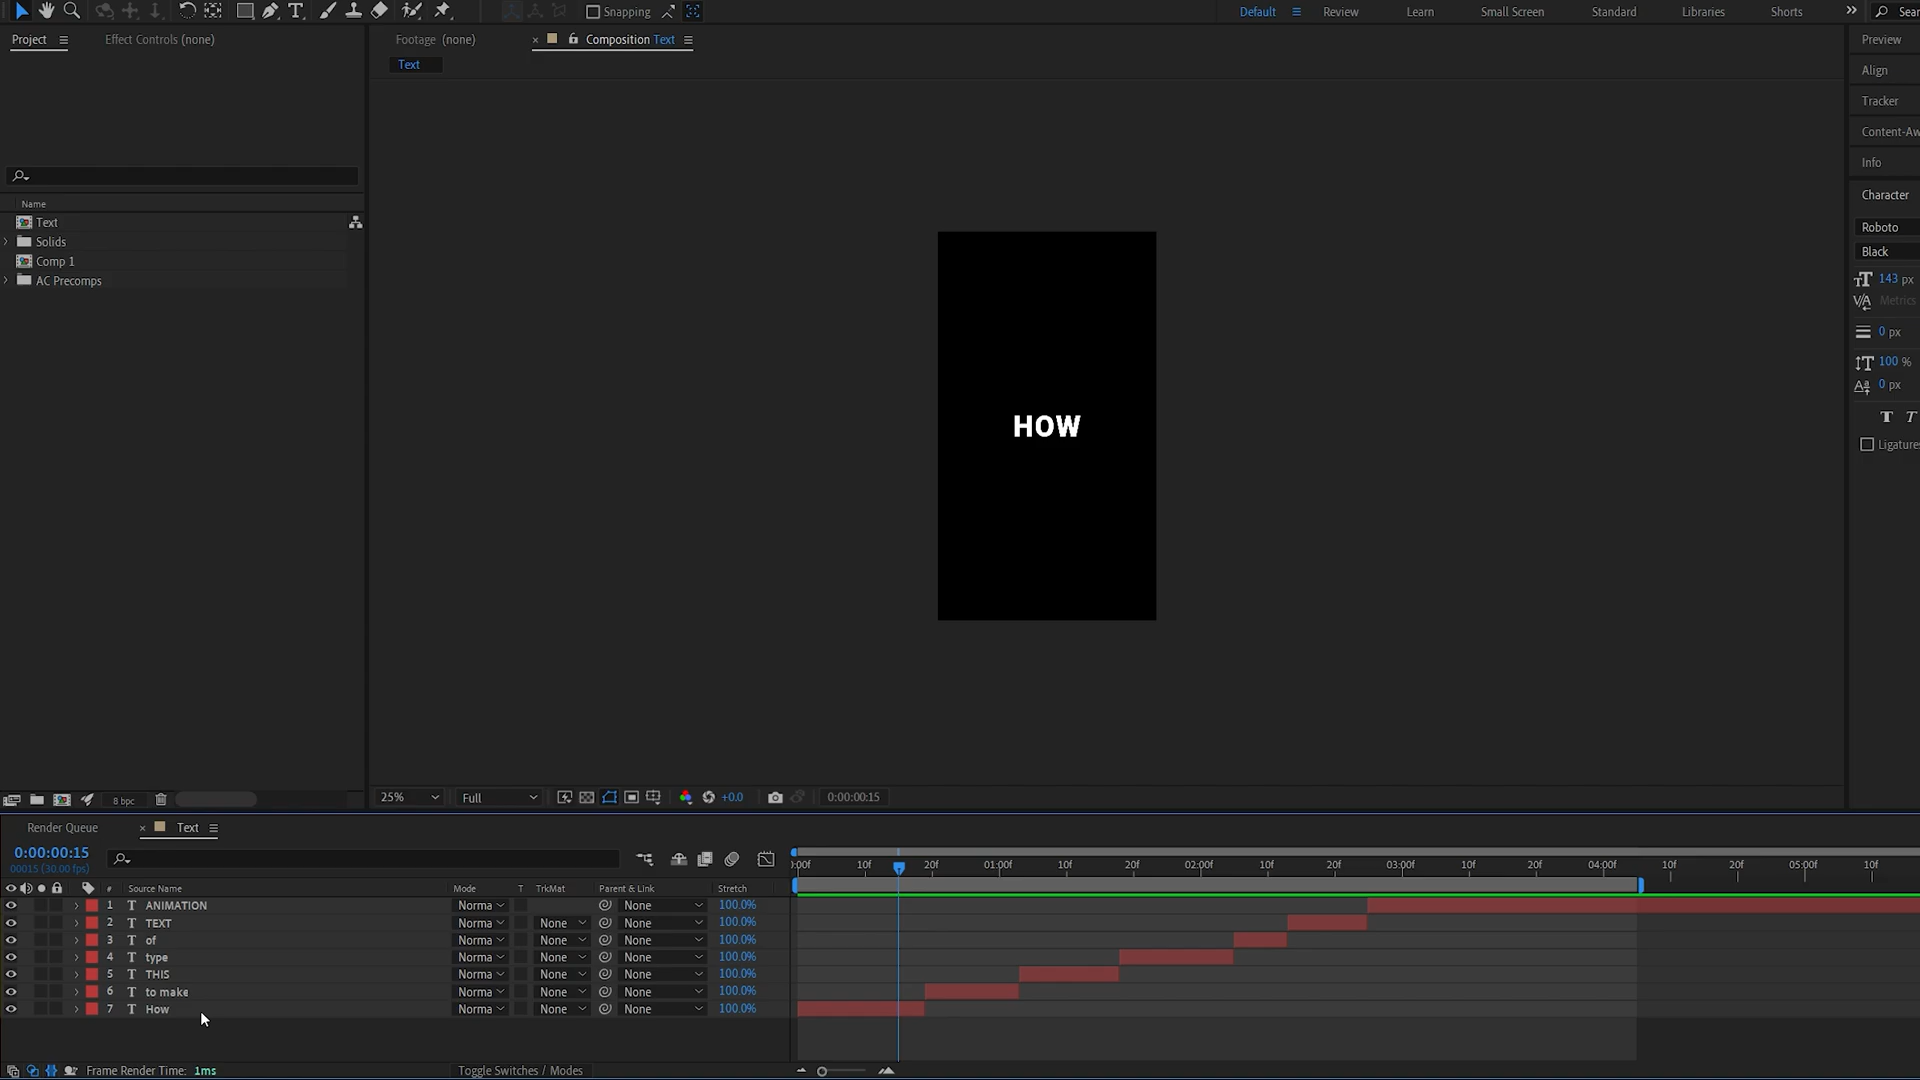 Snapping
Default
Review
Learn
Small Screen
Standard
Libraries
Shorts
Project
Effect Controls (none)
Footage (none)
Composition Text
Preview
Text
Align
Tracker
Content-Aw
Info
Name
Character
Text
Roboto
Solids
Black
Comp 1
AC Precomps
143 px
Metrics
0 px
100 %
0 px
HOW
Ligatures
8 bpc
25%
Full
+0.0
0:00:00:15
Render Queue
Text
0:00:00:15
00015 (30.00 fps)
:00f 10f 20f 01:00f 10f 20f 02:00f 10f 20f 03:00f 10f 20f 04:00f 10f 20f 05:00f 10f
# Source Name Mode T TrkMat Parent & Link Stretch
1 T ANIMATION Norma None 100.0%
2 T TEXT Norma None None 100.0%
3 T of Norma None None 100.0%
4 T type Norma None None 100.0%
5 T THIS Norma None None 100.0%
6 T to make Norma None None 100.0%
7 T How Norma None None 100.0%
Frame Render Time: 1ms
Toggle Switches / Modes